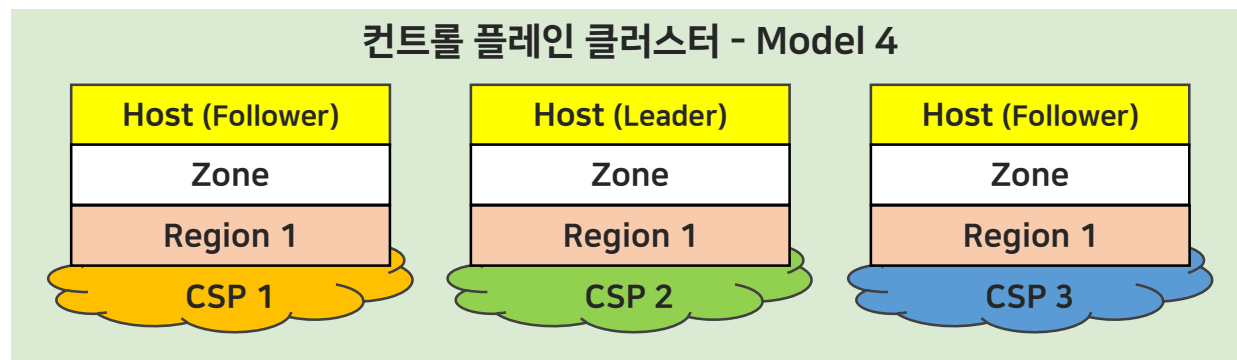 컨트롤 플레인 클러스터 - Model 4
Host (Follower)
Zone
Region 1
CSP 1
Host (Leader)
Zone
Region 1
CSP 2
Host (Follower)
Zone
Region 1
CSP 3